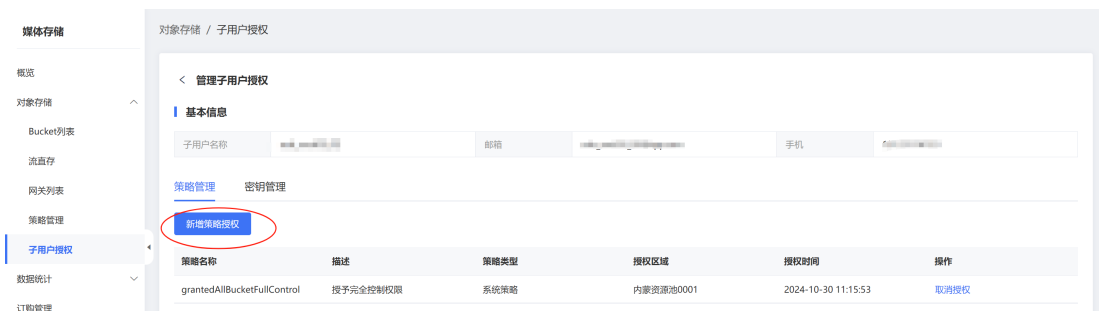 媒体存储
对象存储 / 子用户授权
概览
对象存储
Bucket列表
流直存
网关列表
策略管理
子用户授权
数据统计
订购管理
< 管理子用户授权
基本信息
子用户名称 邮箱 手机
策略管理 密钥管理
新增策略授权
策略名称 描述 策略类型 授权区域 授权时间 操作
grantedAllBucketFullControl 授予完全控制权限 系统策略 内蒙资源池0001 2024-10-30 11:15:53 取消授权